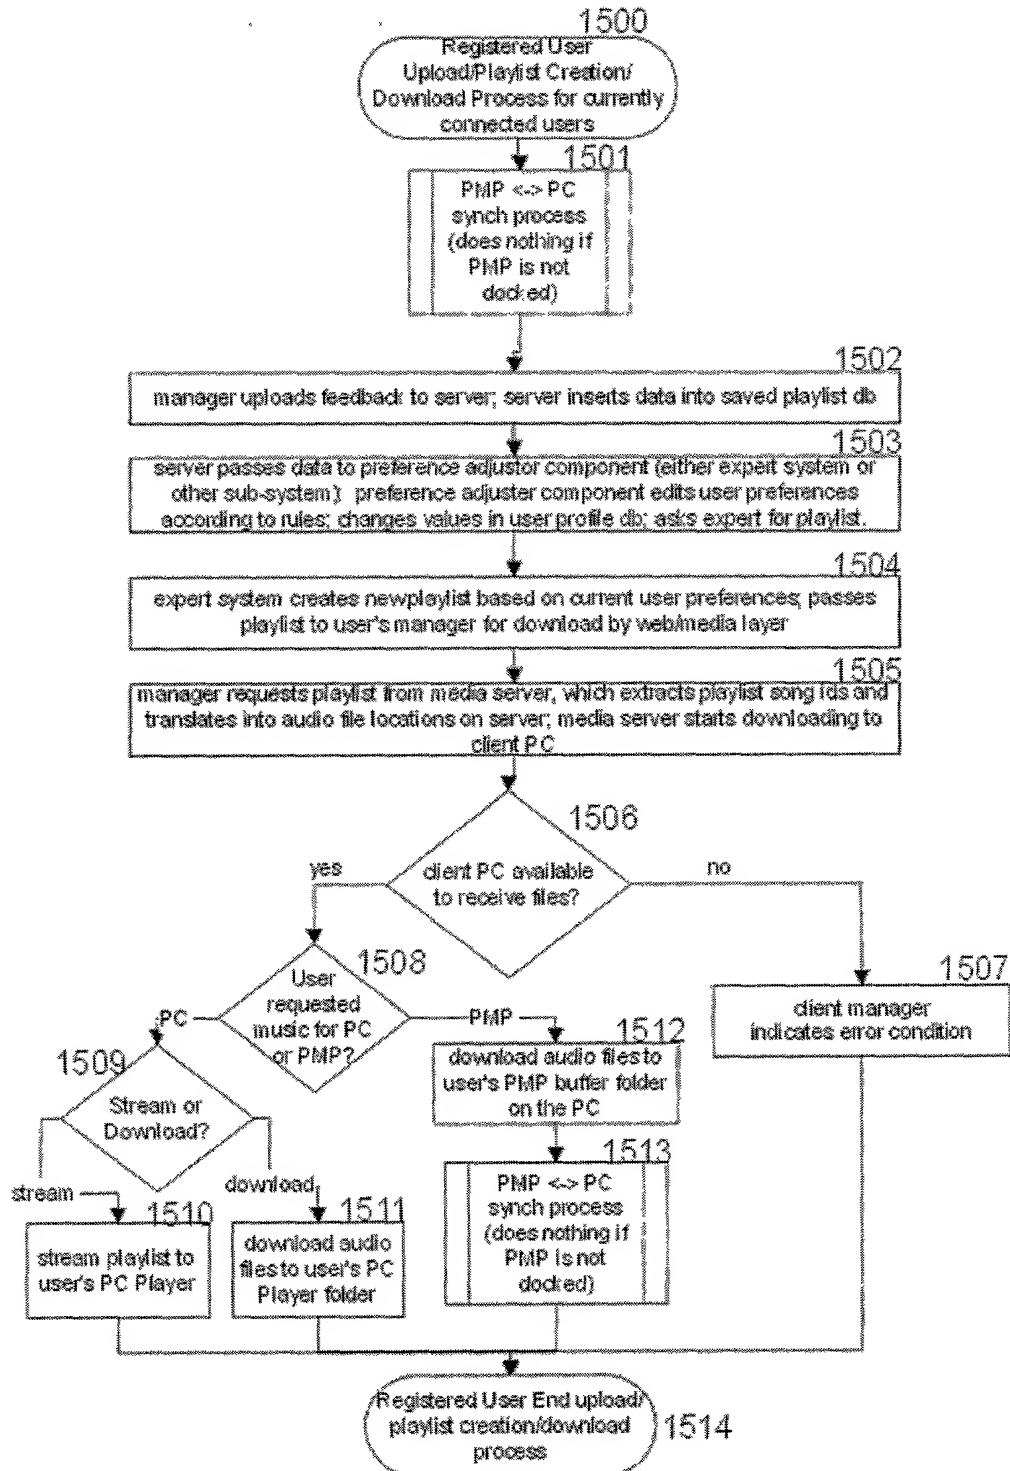 1500
Registered User
Upload/Playlist Creation/
Download Process for currently
connected users
1501
PMP <-> PC
synch process
(does nothing if
PMP is not
docked)
1502
manager uploads feedback to server; server inserts data into saved playlist db
1503
server passes data to preference adjustor component (either expert system or
other sub-system); preference adjuster component edits user preferences
according to rules; changes values in user profile db; asks expert for playlist.
1504
expert system creates newplaylist based on current user preferences; passes
playlist to user's manager for download by web/media layer
1505
manager requests playlist from media server, which extracts playlist song ids and
translates into audio file locations on server; media server starts downloading to
client PC
1506
client PC available
to receive files?
yes
no
1508
User
requested
music for PC
or PMP?
PC
PMP
1507
client manager
indicates error condition
1512
download audio files to
user's PMP buffer folder
on the PC
1509
Stream or
Download?
1513
PMP <-> PC
synch process
(does nothing if
PMP is not
docked)
stream
download
1510
stream playlist to
user's PC Player
1511
download audio
files to user's PC
Player folder
Registered User End upload/
playlist creation/download
process
1514